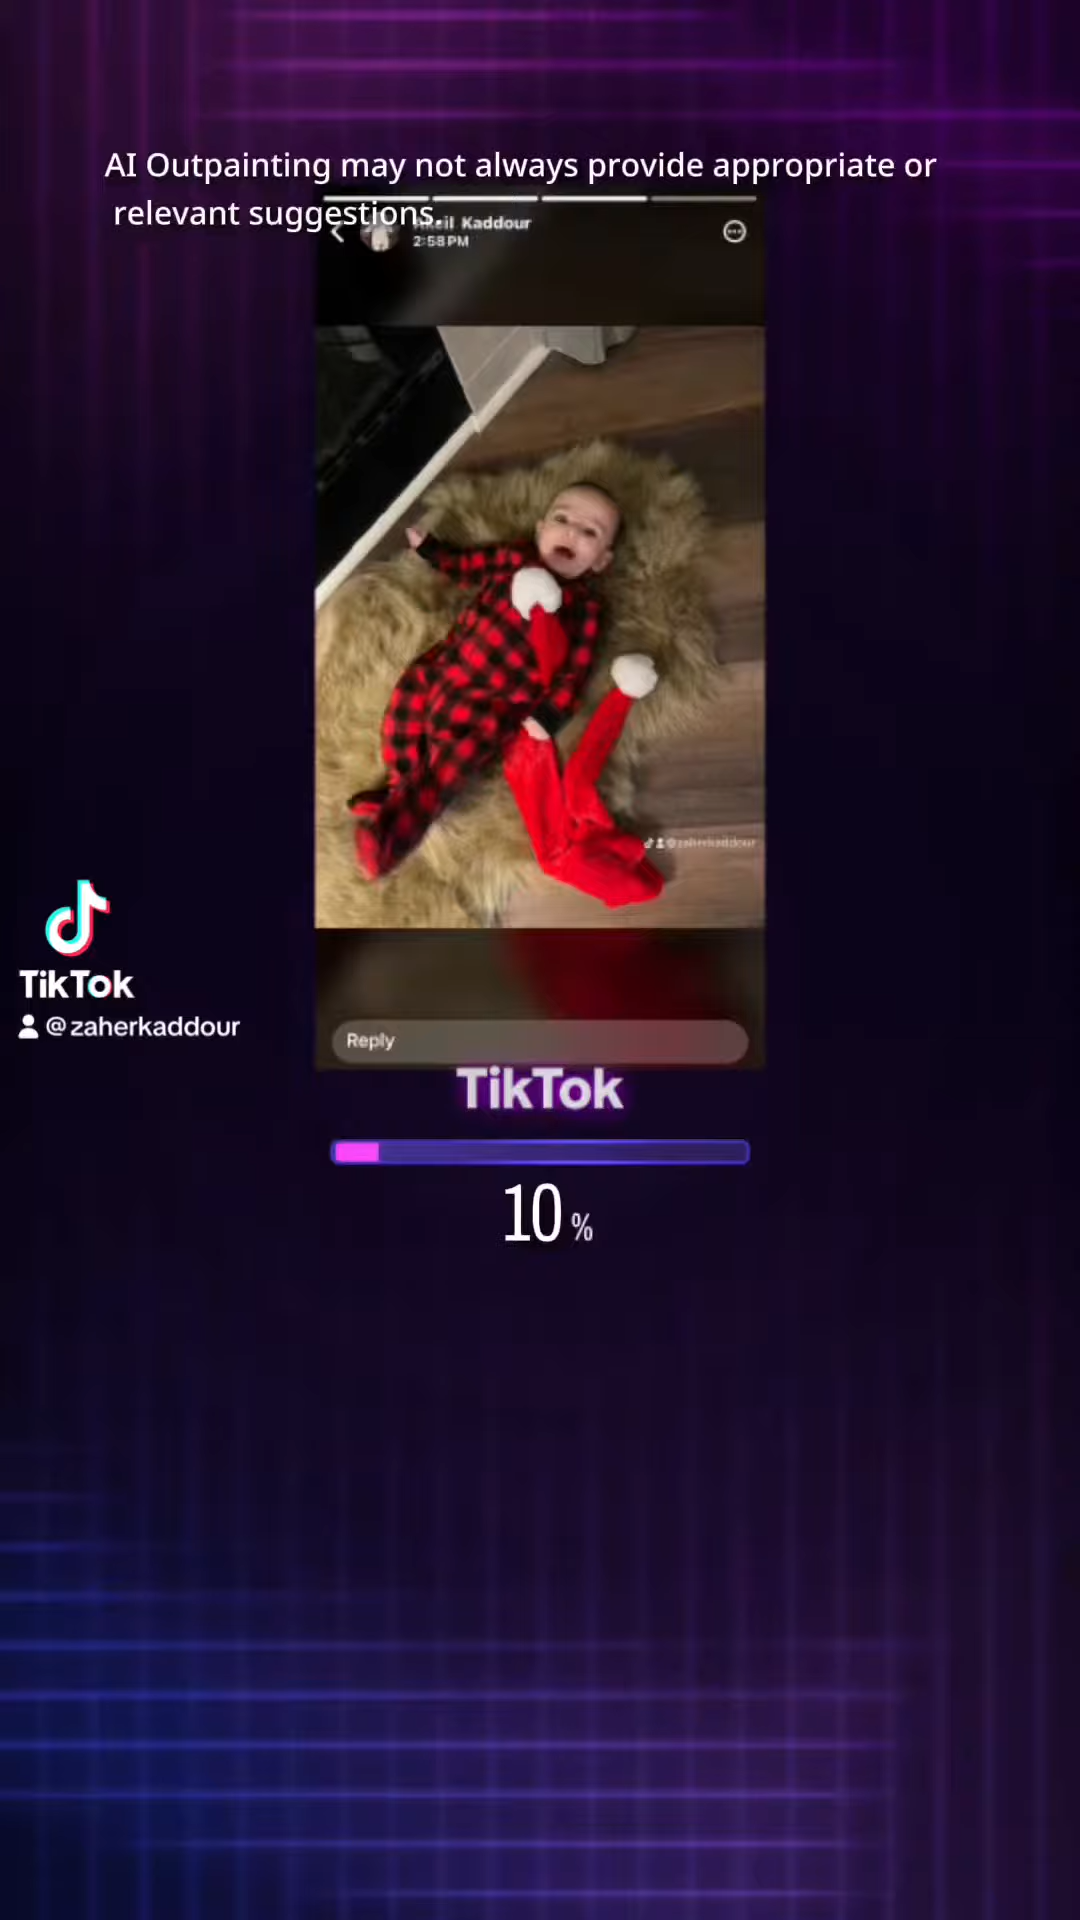 AI Outpainting may not always provide appropriate or
relevant suggestions.
Kaddour
2:58 PM
@zaherkaddour
TikTok
@zaherkaddour
Reply
TikTok
10 %